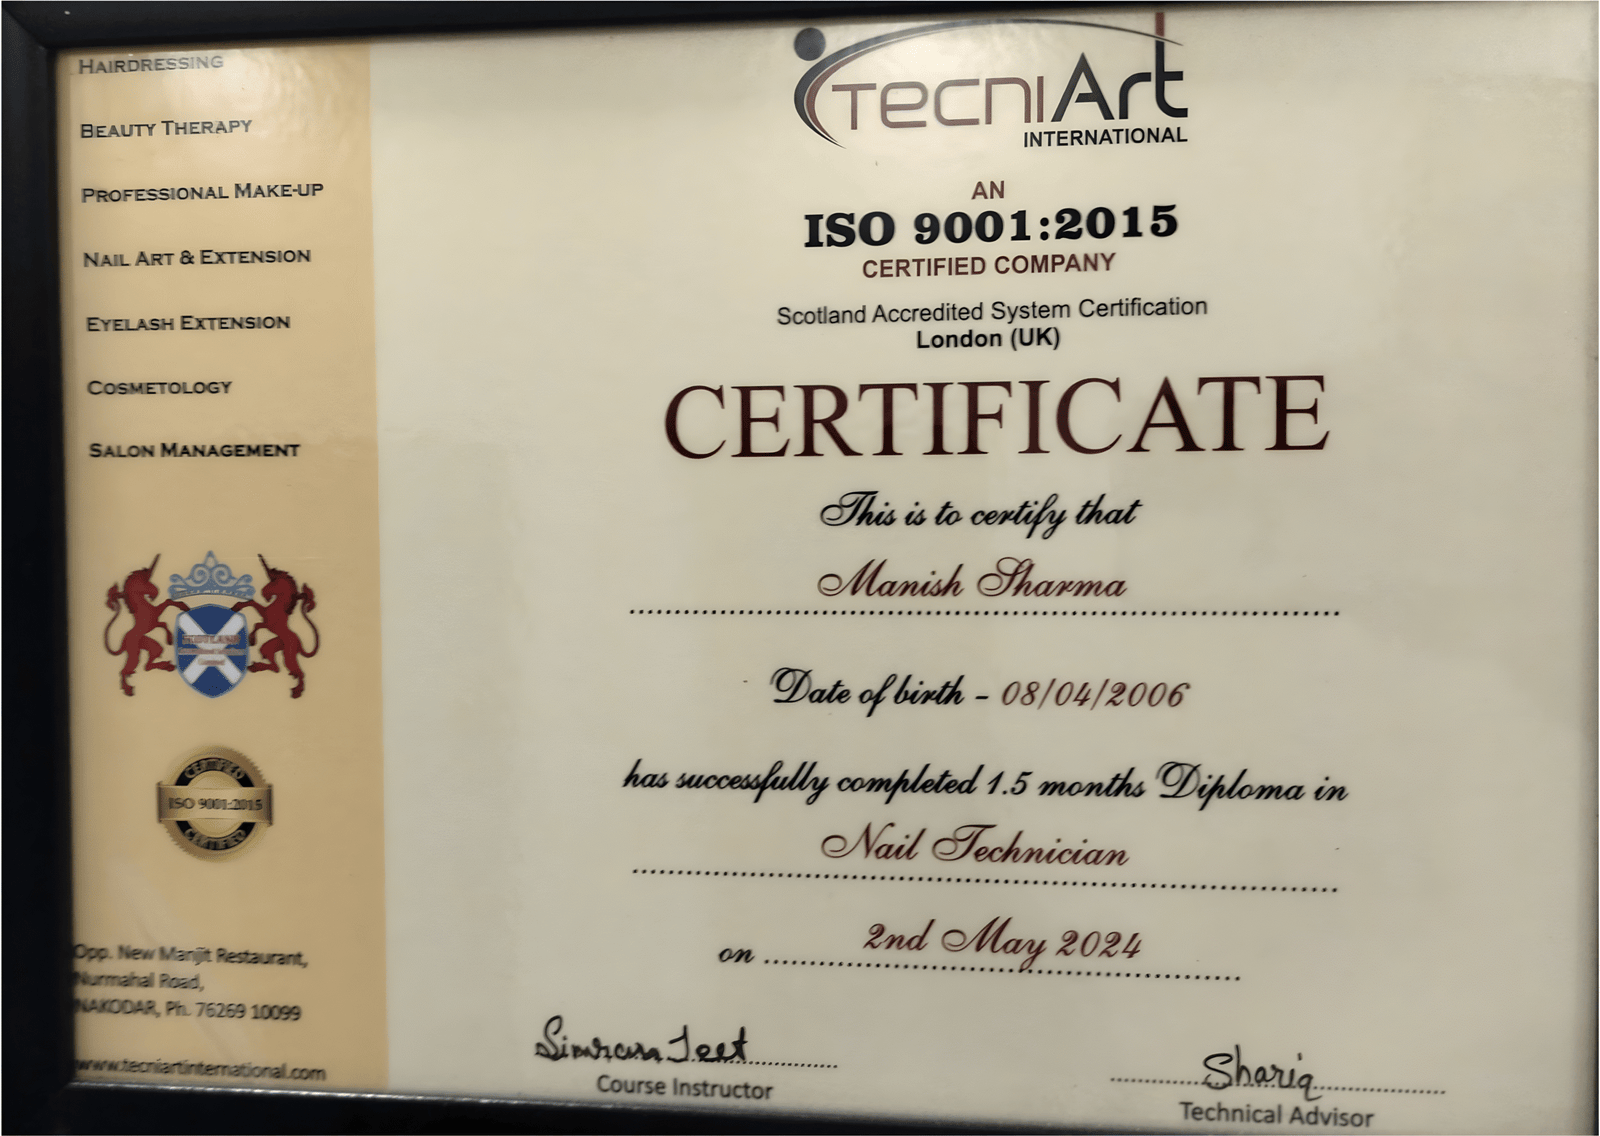 HAIRDRESSING
BEAUTY THERAPY
PROFESSIONAL MAKE-UP
NAIL ART & EXTENSION
EYELASH EXTENSION
COSMETOLOGY
SALON MANAGEMENT
SCOTLAND
CERTIFIED
ISO 9001:2015
CERTIFIED
Opp. New Manjit Restaurant,
Nurmahal Road,
NAKODAR, Ph. 76269 10099
www.tecniartinternational.com
TecniArt
INTERNATIONAL
AN
ISO 9001:2015
CERTIFIED COMPANY
Scotland Accredited System Certification
London (UK)
CERTIFICATE
This is to certify that
Manish Sharma
Date of birth - 08/04/2006
has successfully completed 1.5 months Diploma in
Nail Technician
on 2nd May 2024
Course Instructor
Shariq
Technical Advisor